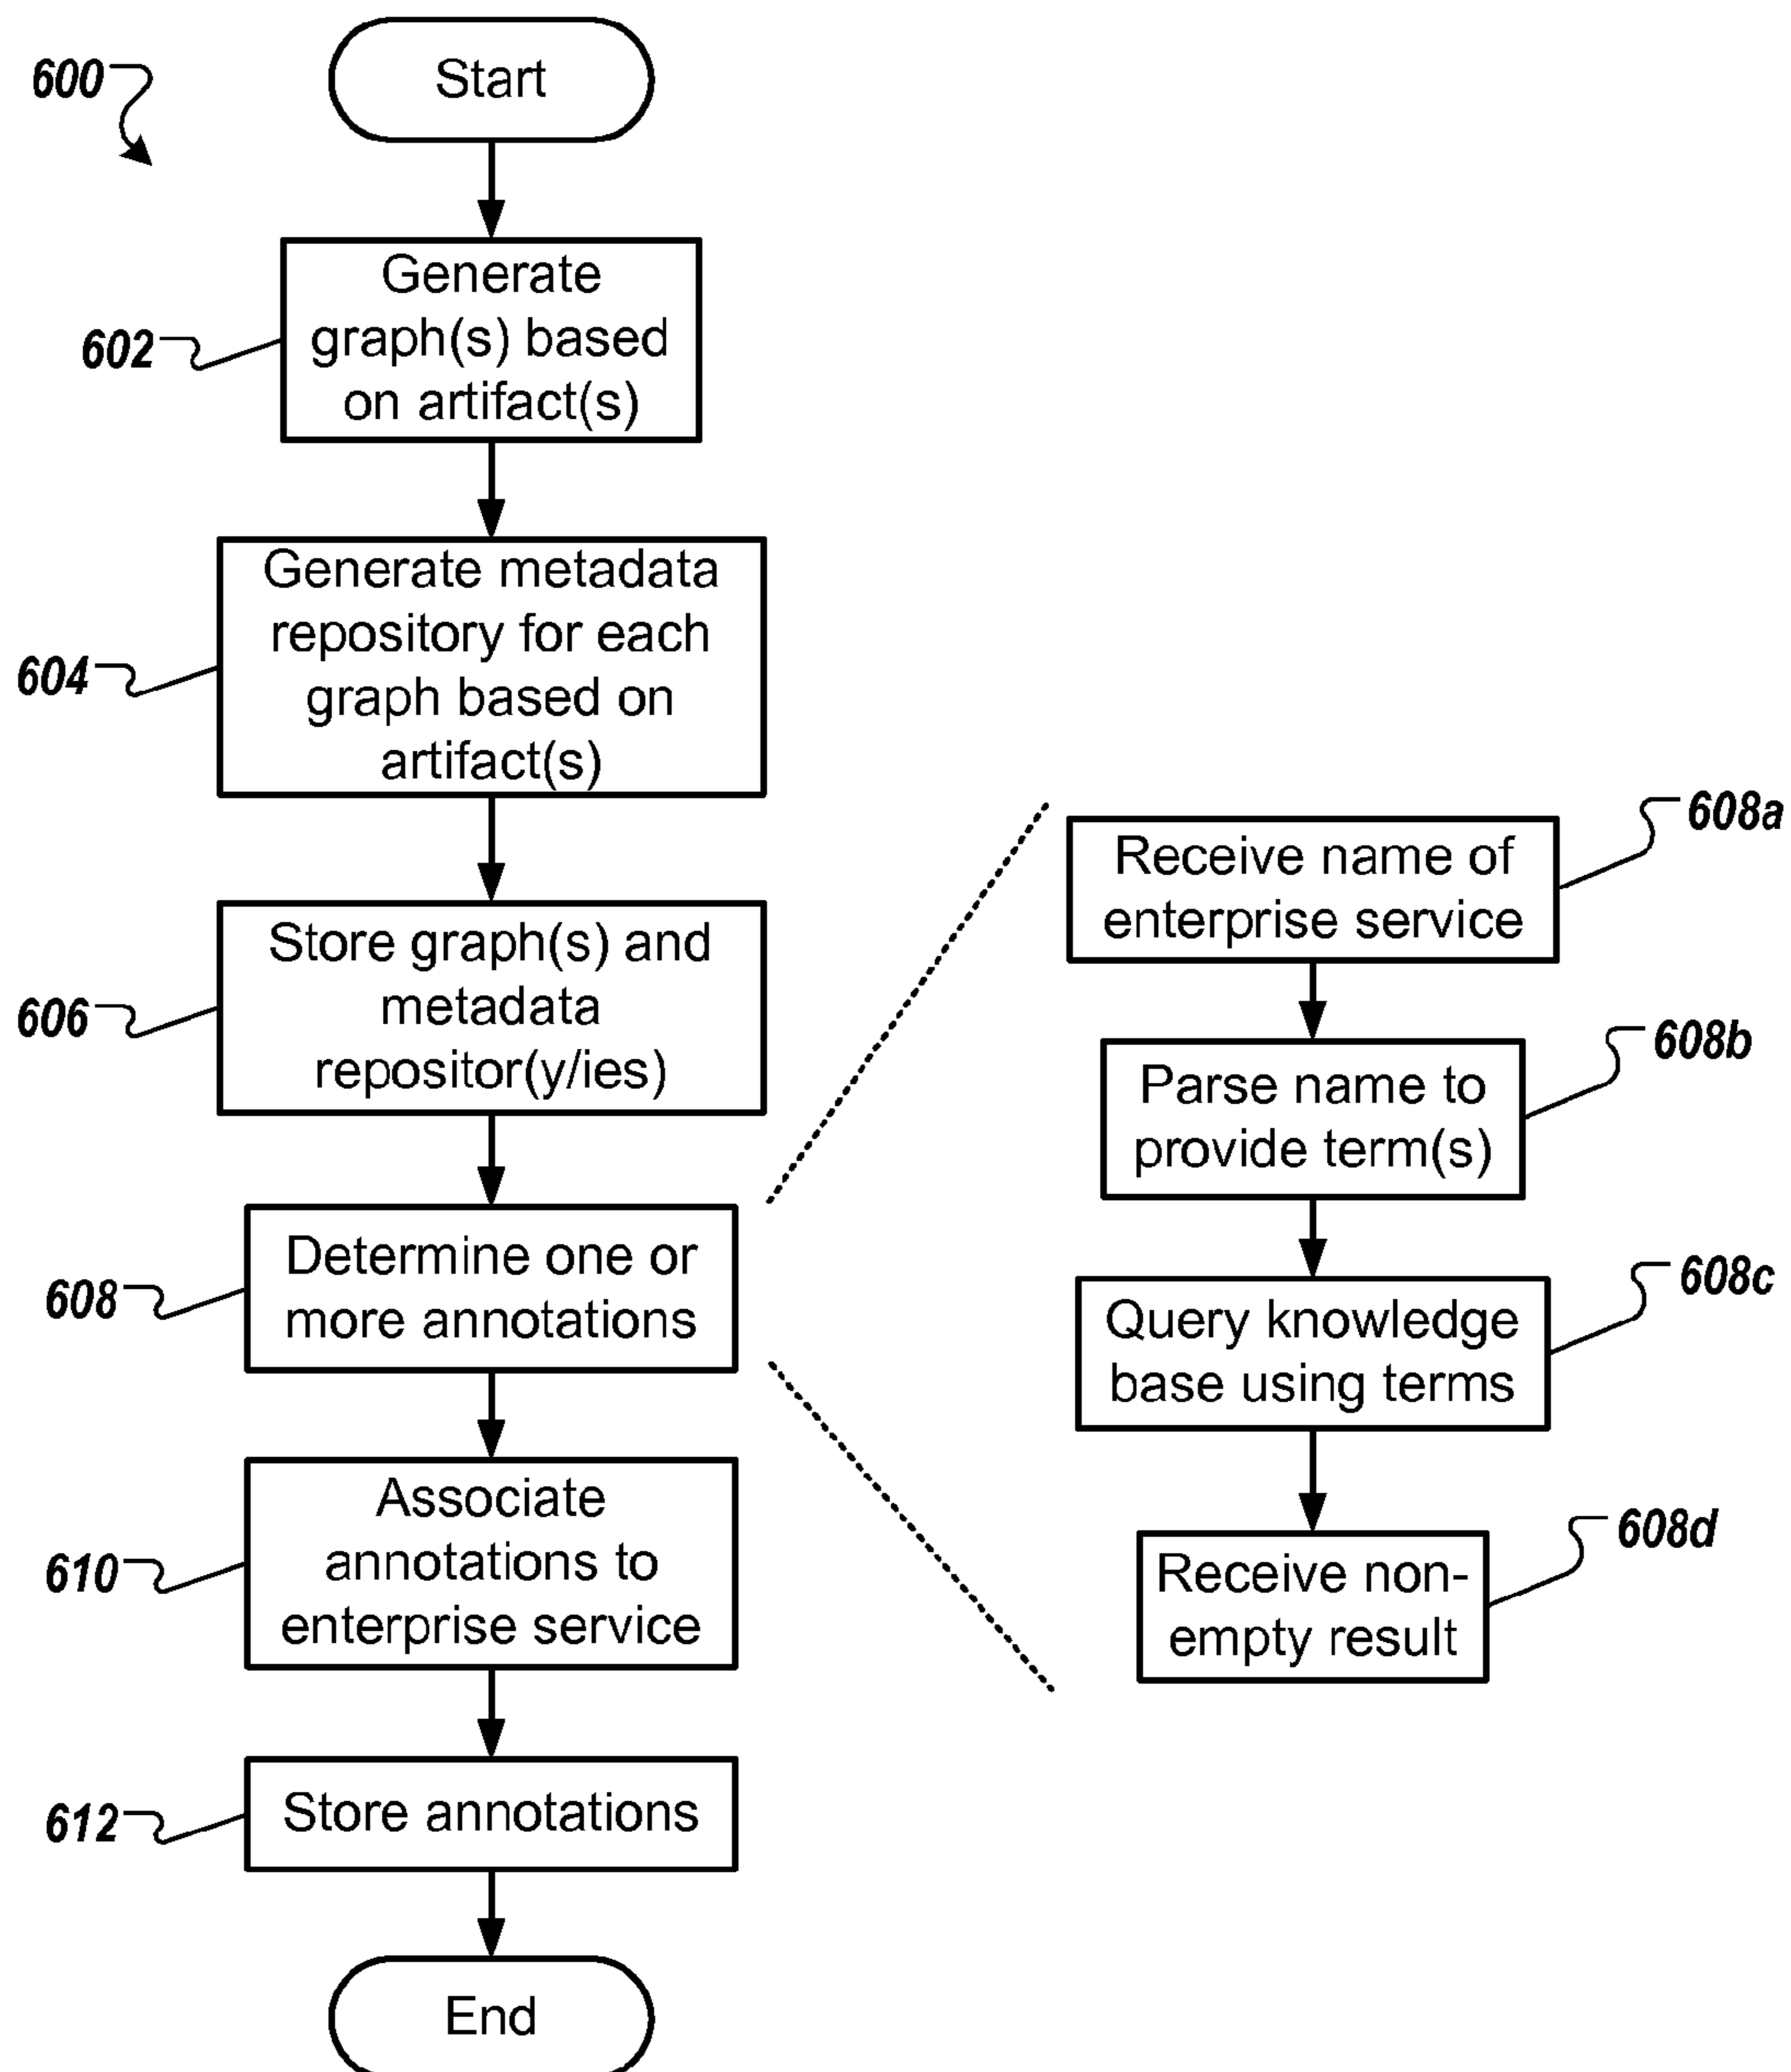 600
Start
602
Generate
graph(s) based
on artifact(s)
604
Generate metadata
repository for each
graph based on
artifact(s)
606
Store graph(s) and
metadata
repositor(y/ies)
608
Determine one or
more annotations
610
Associate
annotations to
enterprise service
612
Store annotations
End
608a
Receive name of
enterprise service
608b
Parse name to
provide term(s)
608c
Query knowledge
base using terms
608d
Receive non-
empty result